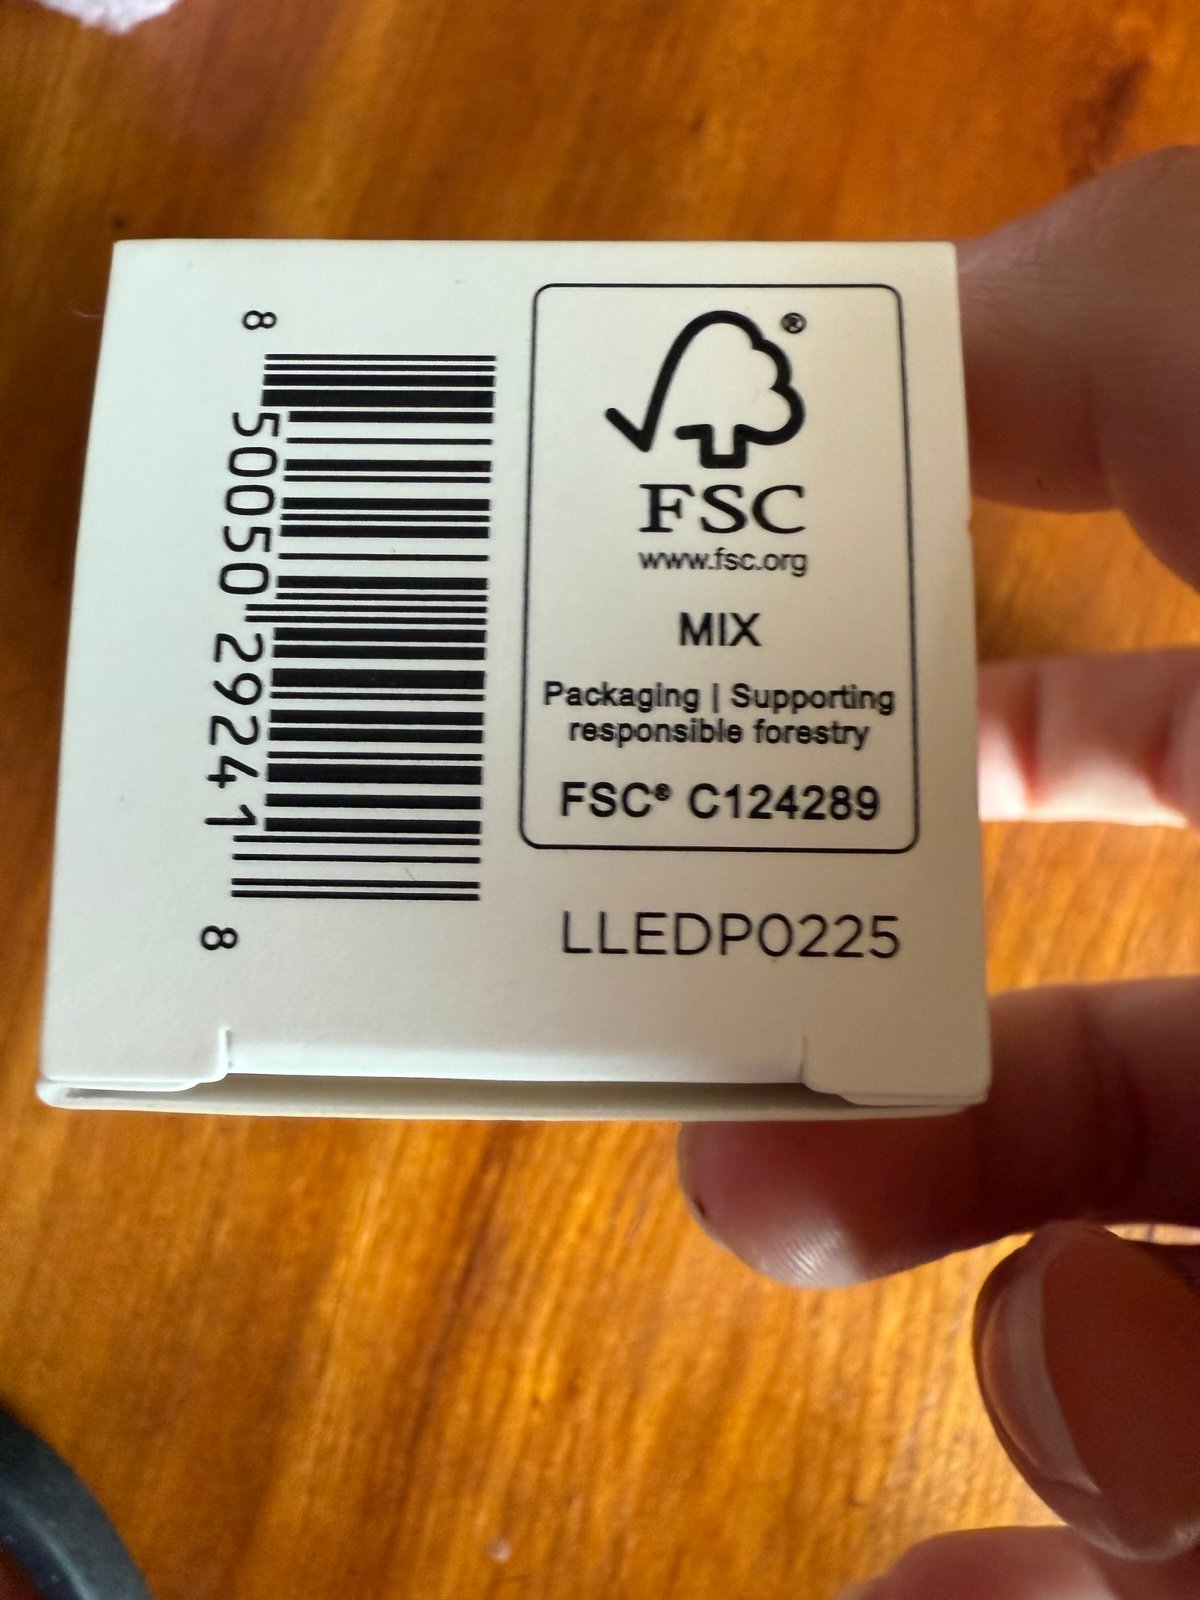 8 50050 29241 8
®
FSC
www.fsc.org
MIX
Packaging | Supporting
responsible forestry
FSC® C124289
LLEDP0225